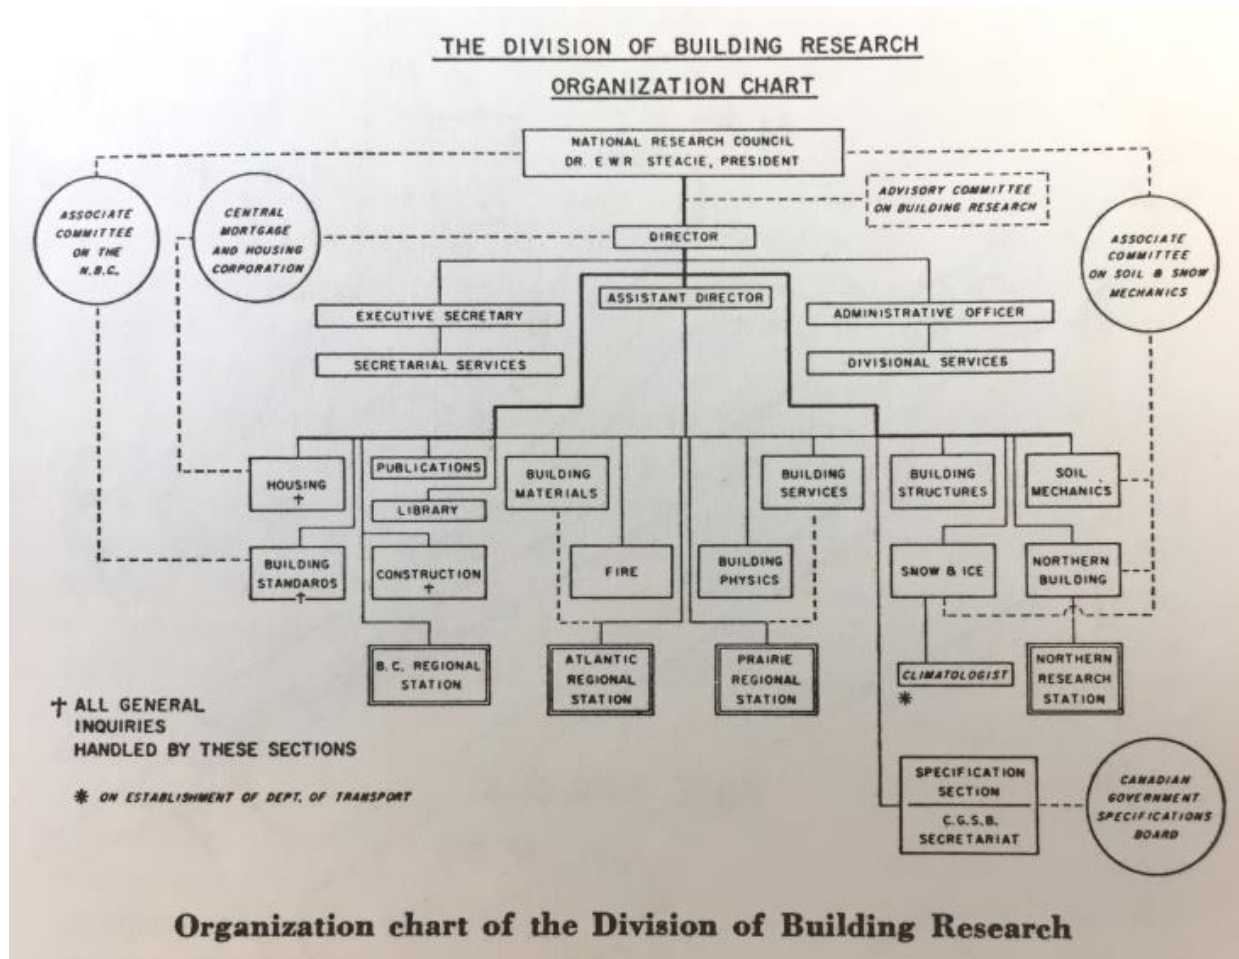 THE DIVISION OF BUILDING RESEARCH
ORGANIZATION CHART
NATIONAL RESEARCH COUNCIL
DR. E W R STEACIE, PRESIDENT
ADVISORY COMMITTEE
ON BUILDING RESEARCH
ASSOCIATE
COMMITTEE
ON THE
N.B.C.
CENTRAL
MORTGAGE
AND HOUSING
CORPORATION
DIRECTOR
ASSOCIATE
COMMITTEE
ON SOIL & SNOW
MECHANICS
ASSISTANT DIRECTOR
EXECUTIVE SECRETARY
ADMINISTRATIVE OFFICER
SECRETARIAL SERVICES
DIVISIONAL SERVICES
HOUSING
†
PUBLICATIONS
LIBRARY
BUILDING
MATERIALS
BUILDING
SERVICES
BUILDING
STRUCTURES
SOIL
MECHANICS
BUILDING
STANDARDS
†
CONSTRUCTION
†
FIRE
BUILDING
PHYSICS
SNOW & ICE
NORTHERN
BUILDING
B.C. REGIONAL
STATION
ATLANTIC
REGIONAL
STATION
PRAIRIE
REGIONAL
STATION
CLIMATOLOGIST
*
NORTHERN
RESEARCH
STATION
† ALL GENERAL
INQUIRIES
HANDLED BY THESE SECTIONS
* ON ESTABLISHMENT OF DEPT. OF TRANSPORT
SPECIFICATION
SECTION
C.G.S.B.
SECRETARIAT
CANADIAN
GOVERNMENT
SPECIFICATIONS
BOARD
Organization chart of the Division of Building Research